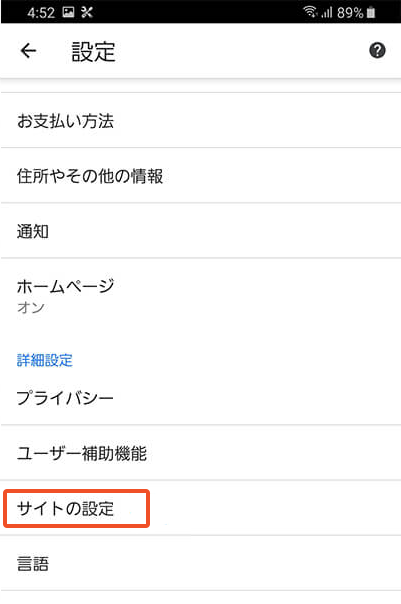 4:52 89%
設定
お支払い方法
住所やその他の情報
通知
ホームページ
オン
詳細設定
プライバシー
ユーザー補助機能
サイトの設定
言語